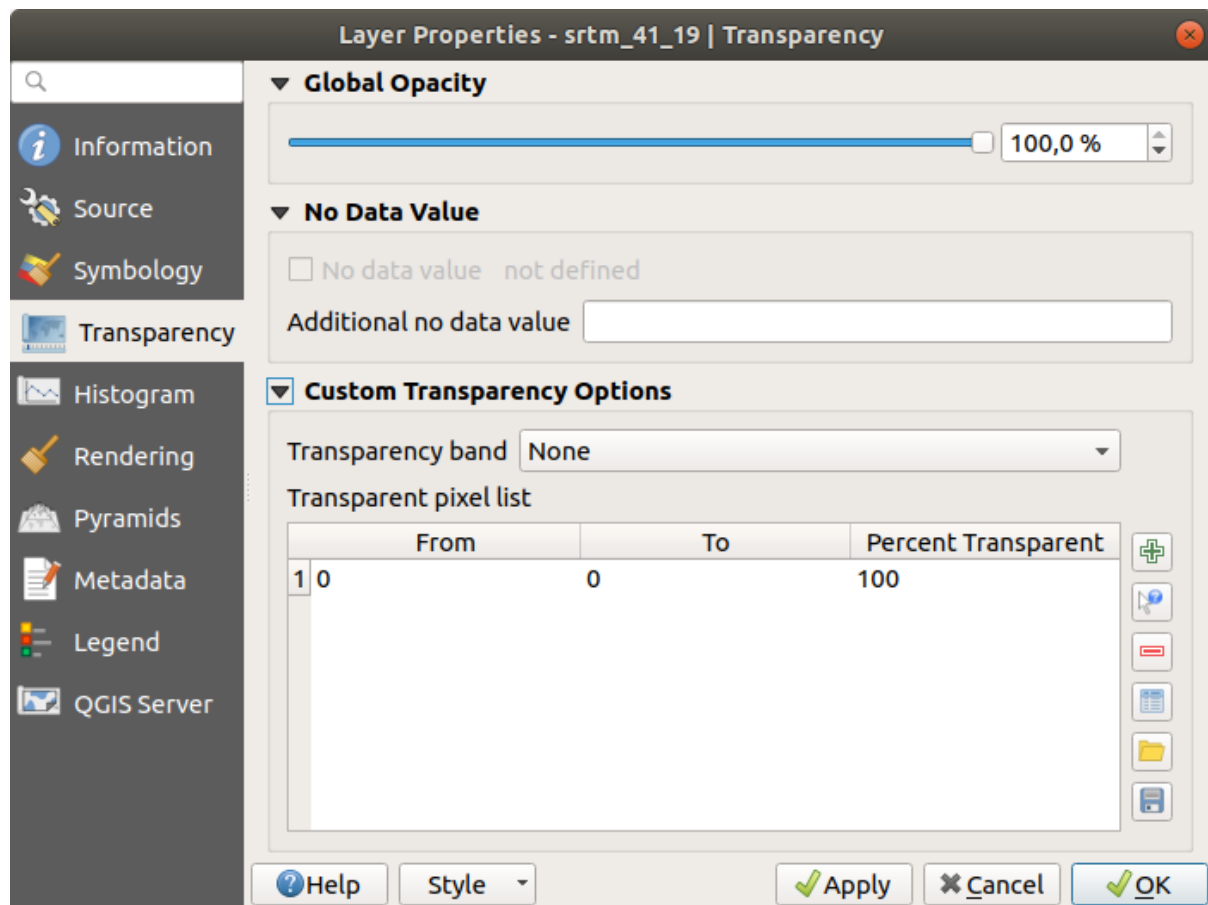 Layer Properties - srtm_41_19 | Transparency
Information
Source
Symbology
Transparency
Histogram
Rendering
Pyramids
Metadata
Legend
QGIS Server
Global Opacity
100,0 %
No Data Value
No data value not defined
Additional no data value
Custom Transparency Options
Transparency band None
Transparent pixel list
From To Percent Transparent
1 0 0 100
Help Style Apply Cancel OK